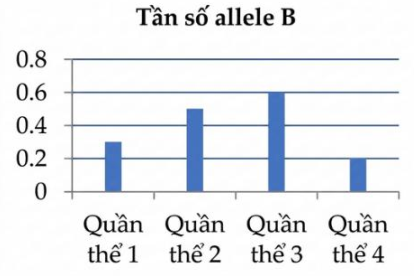 Tần số allele B
0.8
0.6
0.4
0.2
0
Quần thể 1
Quần thể 2
Quần thể 3
Quần thể 4